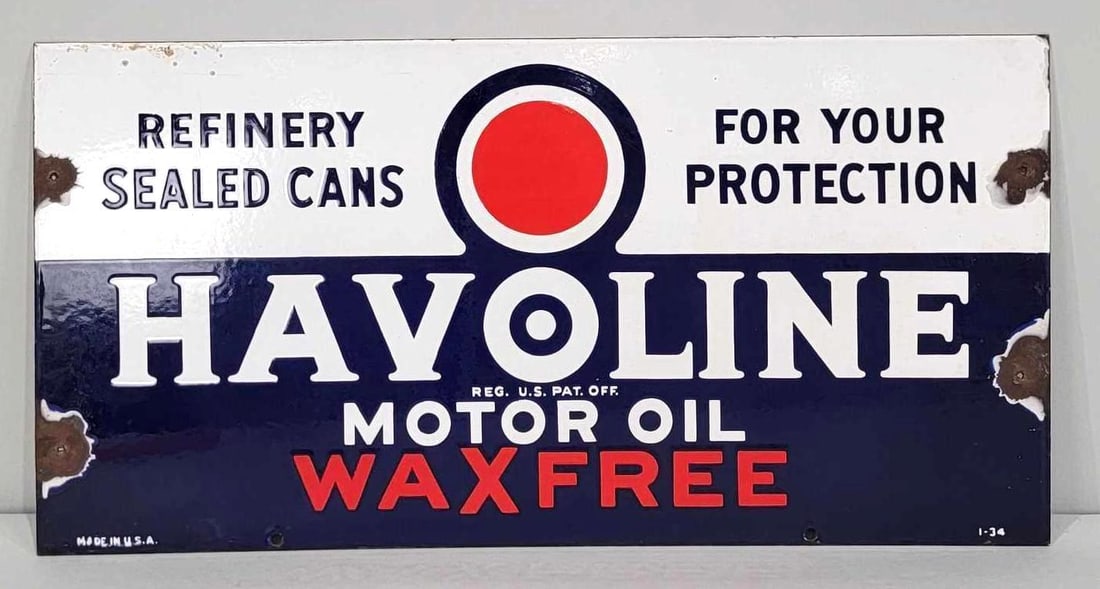 REFINERY
SEALED CANS
FOR YOUR
PROTECTION
HAVOLINE
REG. U.S. PAT. OFF.
MOTOR OIL
WAXFREE
MADE IN U.S.A.
1-34